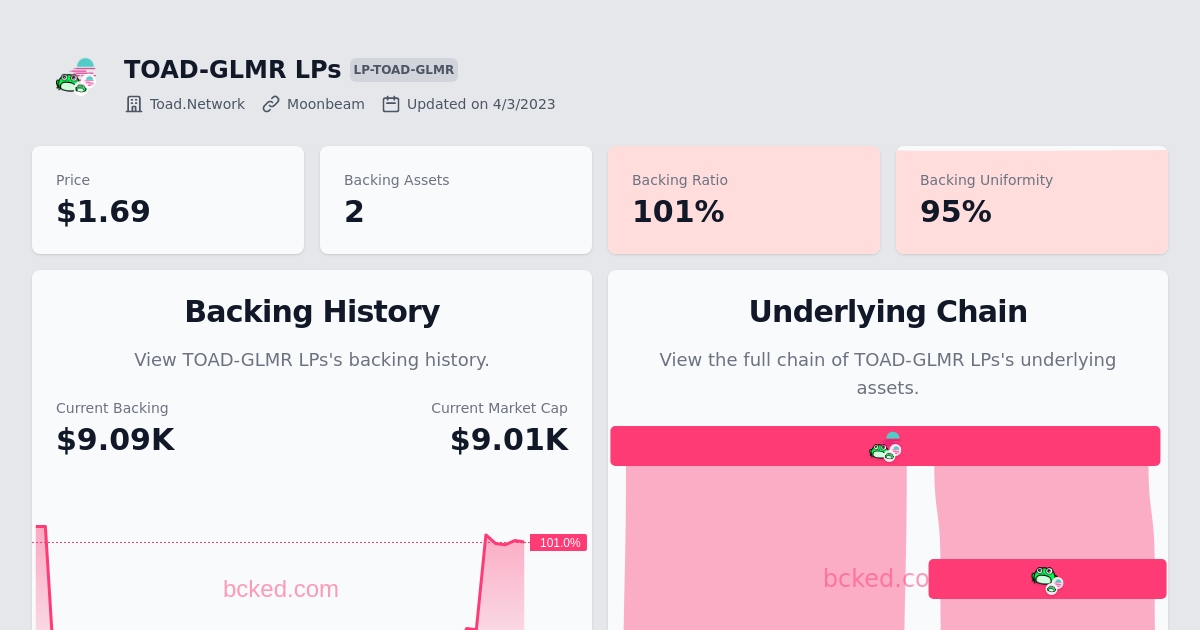 TOAD-GLMR LPs LP-TOAD-GLMR
Toad.Network Moonbeam Updated on 4/3/2023
Price
$1.69
Backing Assets
2
Backing Ratio
101%
Backing Uniformity
95%
Backing History
View TOAD-GLMR LPs's backing history.
Current Backing
$9.09K
Current Market Cap
$9.01K
101.0%
bcked.com
Underlying Chain
View the full chain of TOAD-GLMR LPs's underlying
assets.
bcked.co